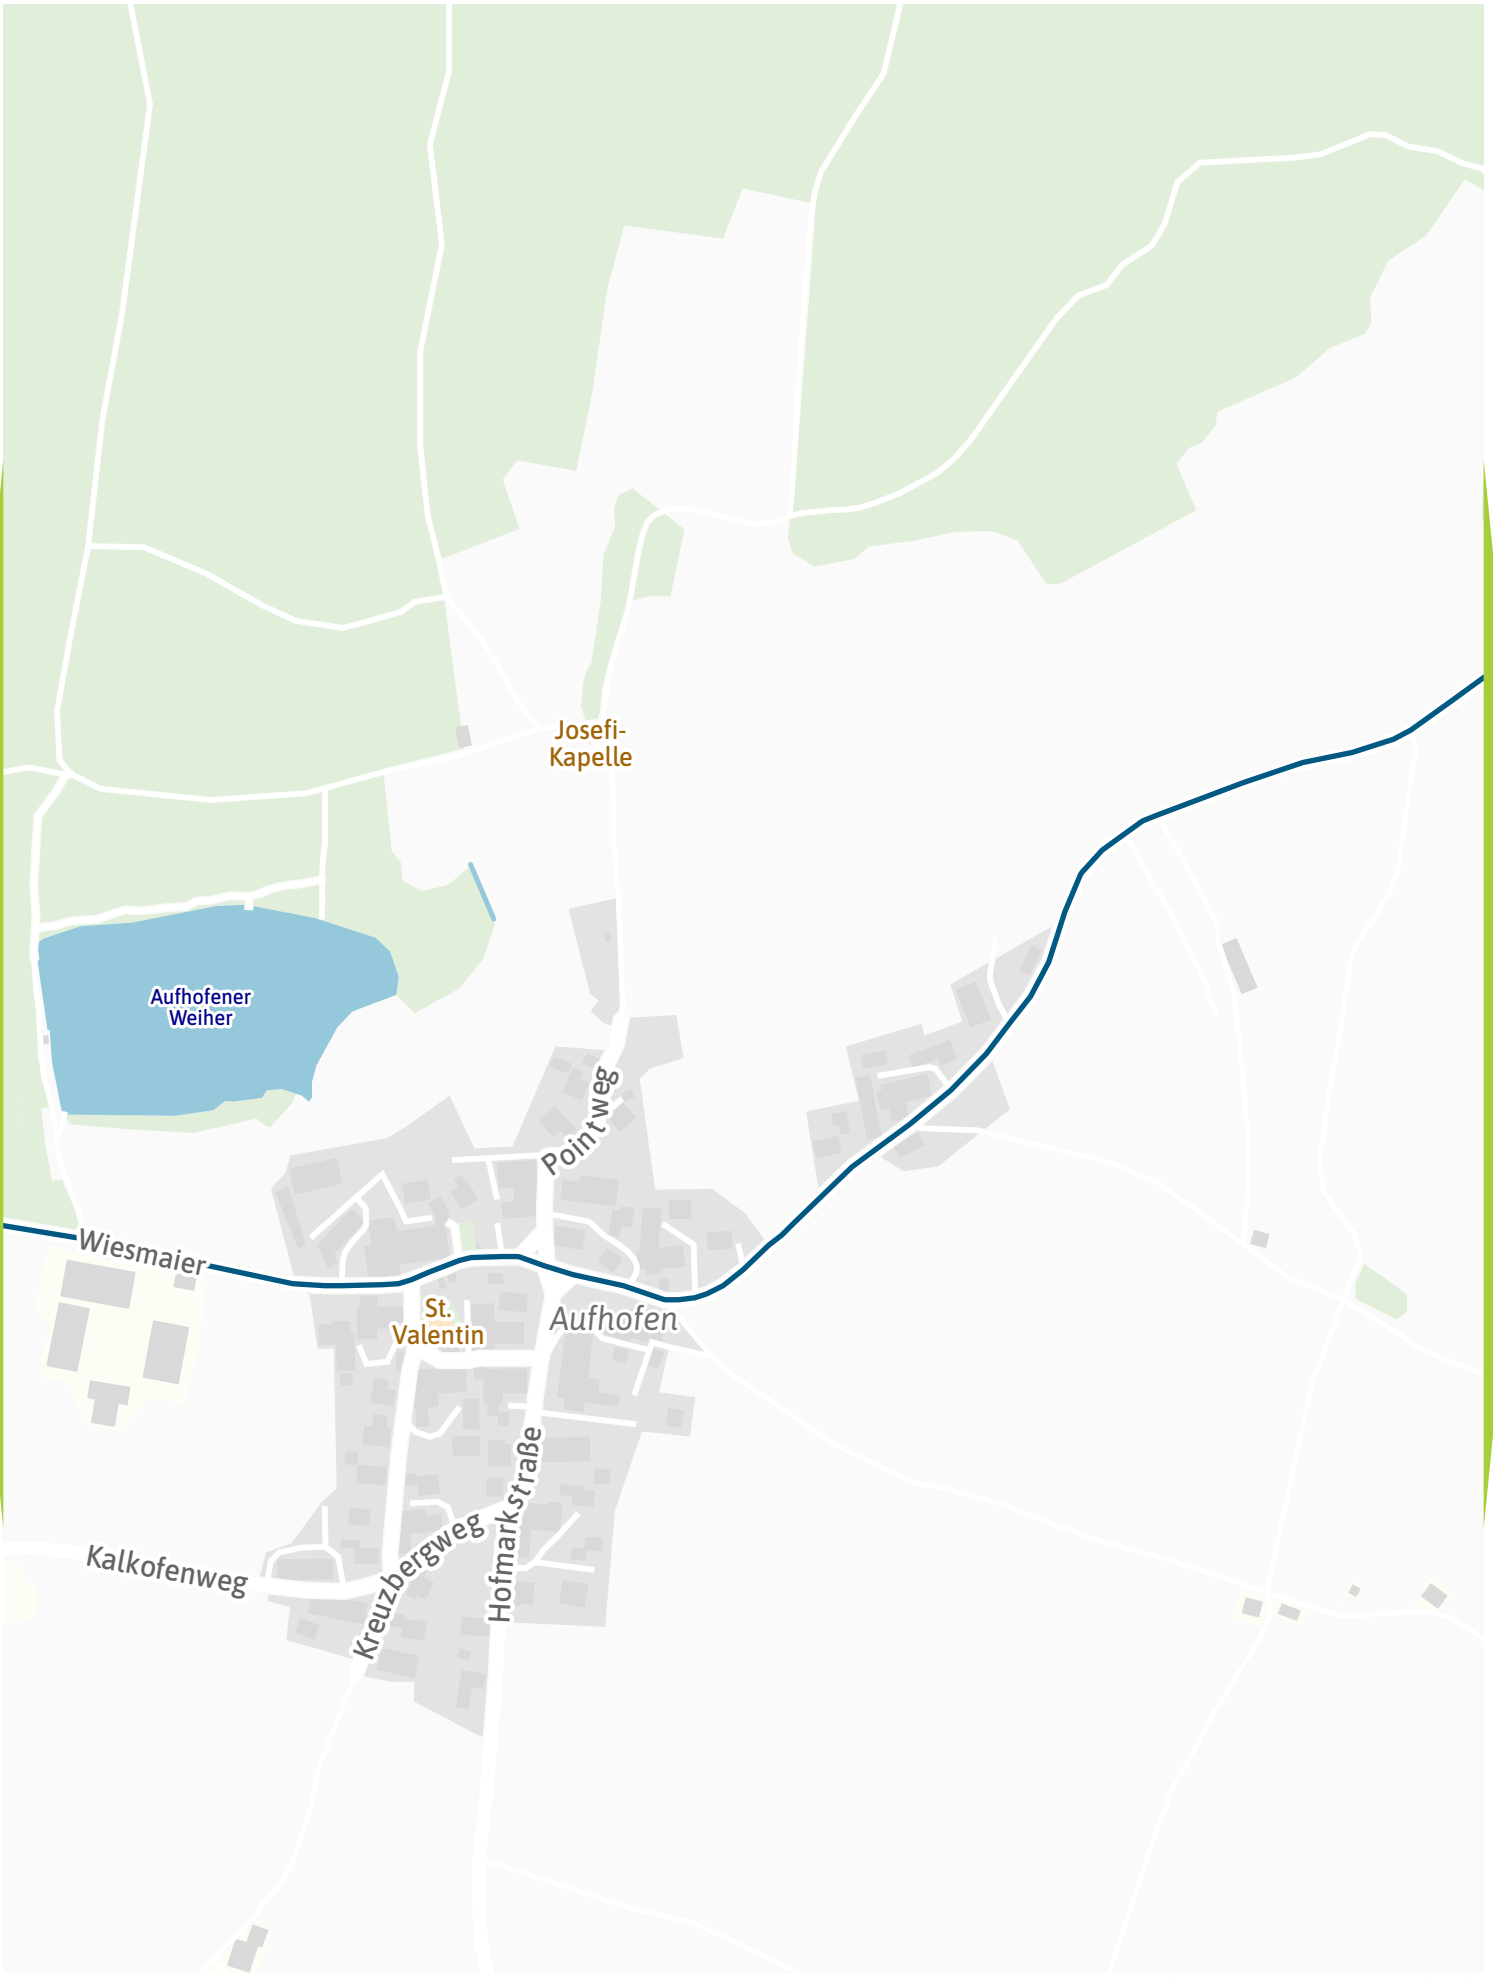 Josefi-
Kapelle
Aufhofener
Weiher
Pointweg
Wiesmaier
St.
Valentin
Aufhofen
Hofmarkstraße
Kreuzbergweg
Kalkofenweg